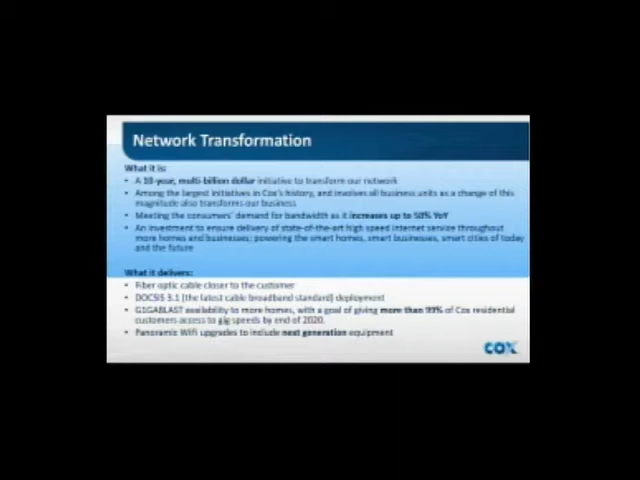 Network Transformation
What it is:
• A 10-year, multi-billion dollar initiative to transform our network
• Among the largest initiatives in Cox's history, and involves all business units as a change of this
magnitude also transforms our business
• Meeting the consumers' demand for bandwidth as it increases up to 50% YoY
• An investment to ensure delivery of state-of-the-art high speed internet service throughout
more homes and businesses; powering the smart homes, smart businesses, smart cities of today
and the future
What it delivers:
• Fiber optic cable closer to the customer
• DOCSIS 3.1 (the latest cable broadband standard) deployment
• G1GABLAST availability to more homes, with a goal of giving more than 99% of Cox residential
customers access to gig speeds by end of 2020.
• Panoramic Wifi upgrades to include next generation equipment
COX